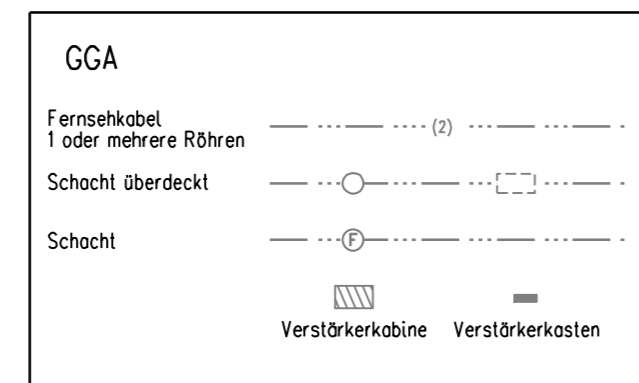 GGA
Fernsehkabel
1 oder mehrere Röhren
(2)
Schacht überdeckt
Schacht
F
Verstärkerkabine
Verstärkerkasten